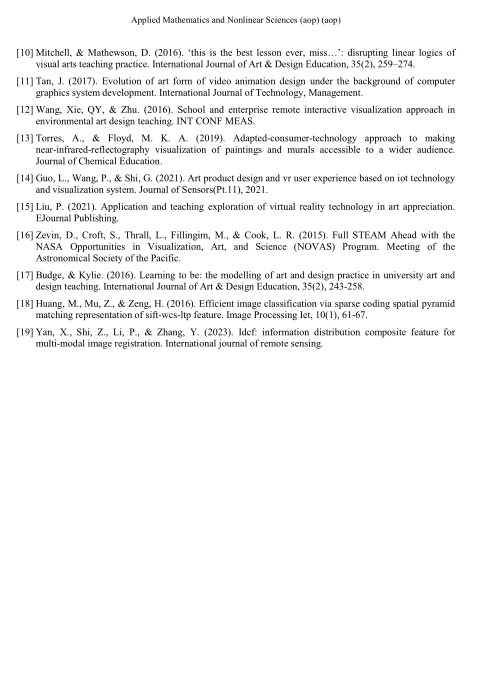 Applied Mathematics and Nonlinear Sciences (aop) (aop)
[10] Mitchell, & Mathewson, D. (2016). ‘this is the best lesson ever, miss…’: disrupting linear logics of
visual arts teaching practice. International Journal of Art & Design Education, 35(2), 259–274.
[11] Tan, J. (2017). Evolution of art form of video animation design under the background of computer
graphics system development. International Journal of Technology, Management.
[12] Wang, Xie, QY, & Zhu. (2016). School and enterprise remote interactive visualization approach in
environmental art design teaching. INT CONF MEAS.
[13] Torres, A., & Floyd, M. K. A. (2019). Adapted-consumer-technology approach to making
near-infrared-reflectography visualization of paintings and murals accessible to a wider audience.
Journal of Chemical Education.
[14] Guo, L., Wang, P., & Shi, G. (2021). Art product design and vr user experience based on iot technology
and visualization system. Journal of Sensors(Pt.11), 2021.
[15] Liu, P. (2021). Application and teaching exploration of virtual reality technology in art appreciation.
EJournal Publishing.
[16] Zevin, D., Croft, S., Thrall, L., Fillingim, M., & Cook, L. R. (2015). Full STEAM Ahead with the
NASA Opportunities in Visualization, Art, and Science (NOVAS) Program. Meeting of the
Astronomical Society of the Pacific.
[17] Budge, & Kylie. (2016). Learning to be: the modelling of art and design practice in university art and
design teaching. International Journal of Art & Design Education, 35(2), 243-258.
[18] Huang, M., Mu, Z., & Zeng, H. (2016). Efficient image classification via sparse coding spatial pyramid
matching representation of sift-wcs-ltp feature. Image Processing Iet, 10(1), 61-67.
[19] Yan, X., Shi, Z., Li, P., & Zhang, Y. (2023). Idcf: information distribution composite feature for
multi-modal image registration. International journal of remote sensing.